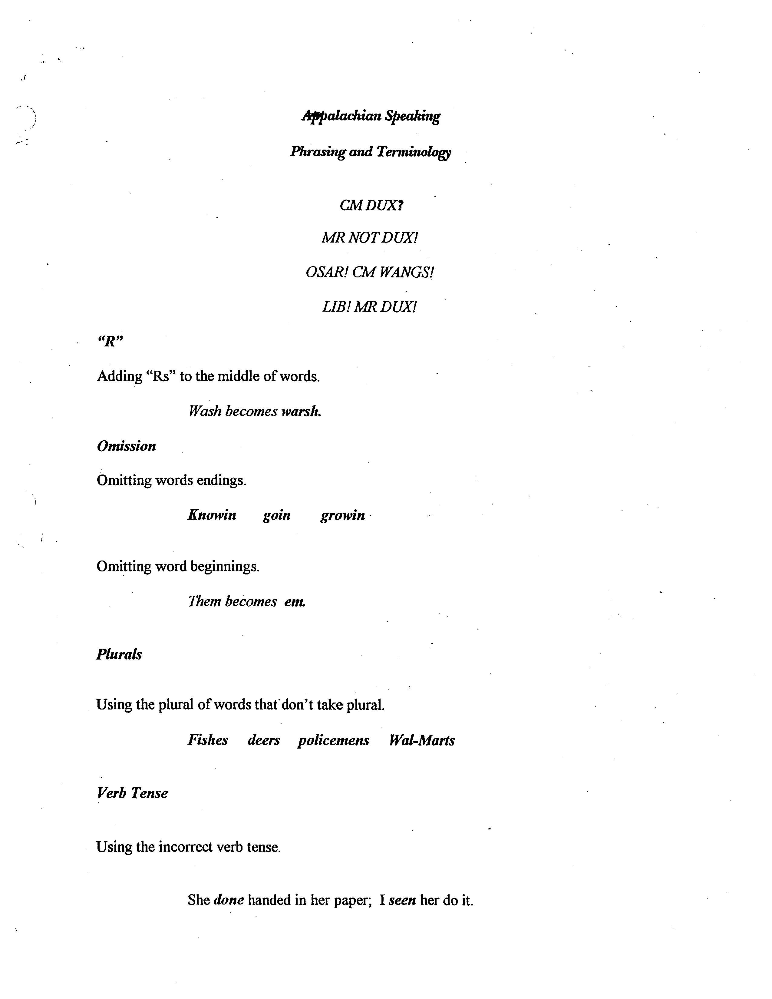 Appalachian Speaking
Phrasing and Terminology
CM DUX?
MR NOT DUX!
OSAR! CM WANGS!
LIB! MR DUX!
“R”
Adding “Rs” to the middle of words.
Wash becomes warsh.
Omission
Omitting words endings.
Knowin goin growin
Omitting word beginnings.
Them becomes em.
Plurals
Using the plural of words that don't take plural.
Fishes deers policemens Wal-Marts
Verb Tense
Using the incorrect verb tense.
She done handed in her paper; I seen her do it.